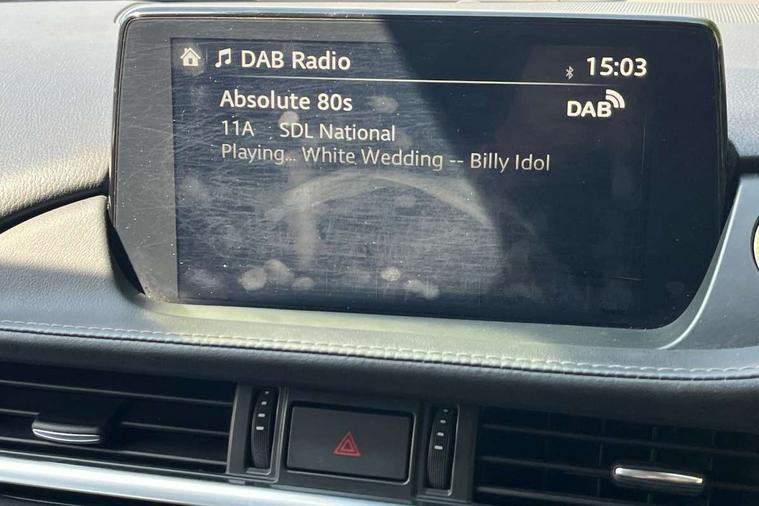 DAB Radio 15:03
Absolute 80s DAB
11A SDL National
Playing... White Wedding -- Billy Idol